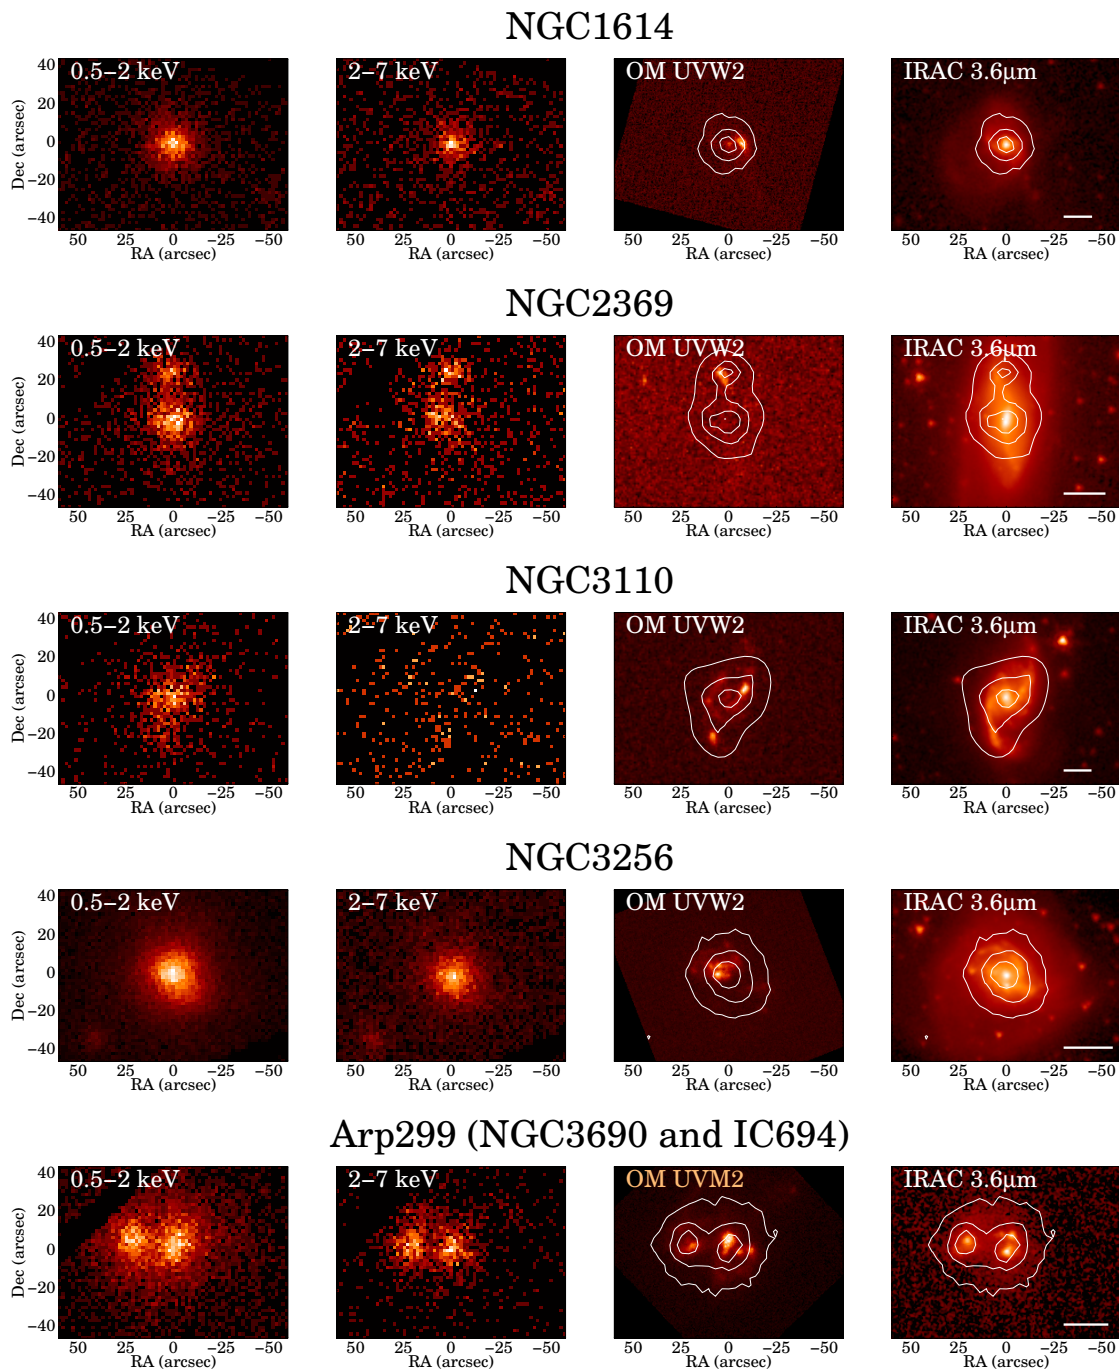 NGC1614
0.5−2 keV 2−7 keV OM UVW2 IRAC 3.6μm
Dec (arcsec)
40
20
0
−20
−40
50 25 0 −25 −50 50 25 0 −25 −50 50 25 0 −25 −50 50 25 0 −25 −50
RA (arcsec) RA (arcsec) RA (arcsec) RA (arcsec)
NGC2369
0.5−2 keV 2−7 keV OM UVW2 IRAC 3.6μm
Dec (arcsec)
40
20
0
−20
−40
50 25 0 −25 −50 50 25 0 −25 −50 50 25 0 −25 −50 50 25 0 −25 −50
RA (arcsec) RA (arcsec) RA (arcsec) RA (arcsec)
NGC3110
0.5−2 keV 2−7 keV OM UVW2 IRAC 3.6μm
Dec (arcsec)
40
20
0
−20
−40
50 25 0 −25 −50 50 25 0 −25 −50 50 25 0 −25 −50 50 25 0 −25 −50
RA (arcsec) RA (arcsec) RA (arcsec) RA (arcsec)
NGC3256
0.5−2 keV 2−7 keV OM UVW2 IRAC 3.6μm
Dec (arcsec)
40
20
0
−20
−40
50 25 0 −25 −50 50 25 0 −25 −50 50 25 0 −25 −50 50 25 0 −25 −50
RA (arcsec) RA (arcsec) RA (arcsec) RA (arcsec)
Arp299 (NGC3690 and IC694)
0.5−2 keV 2−7 keV OM UVM2 IRAC 3.6μm
Dec (arcsec)
40
20
0
−20
−40
50 25 0 −25 −50 50 25 0 −25 −50 50 25 0 −25 −50 50 25 0 −25 −50
RA (arcsec) RA (arcsec) RA (arcsec) RA (arcsec)